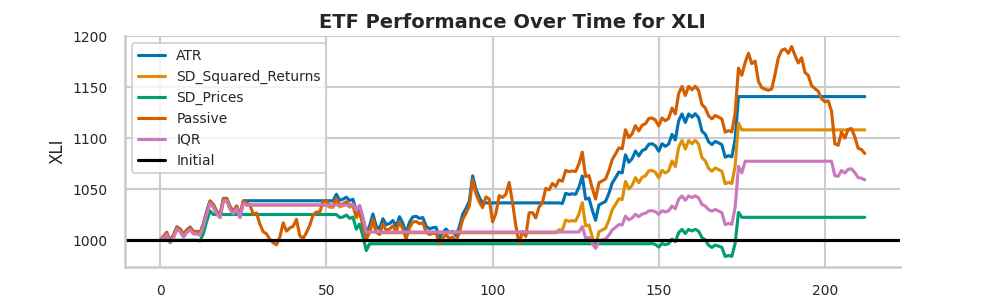 ETF Performance Over Time for XLI
1200
1150
1100
1050
1000
XLI
ATR
SD_Squared_Returns
SD_Prices
Passive
IQR
Initial
0
50
100
150
200